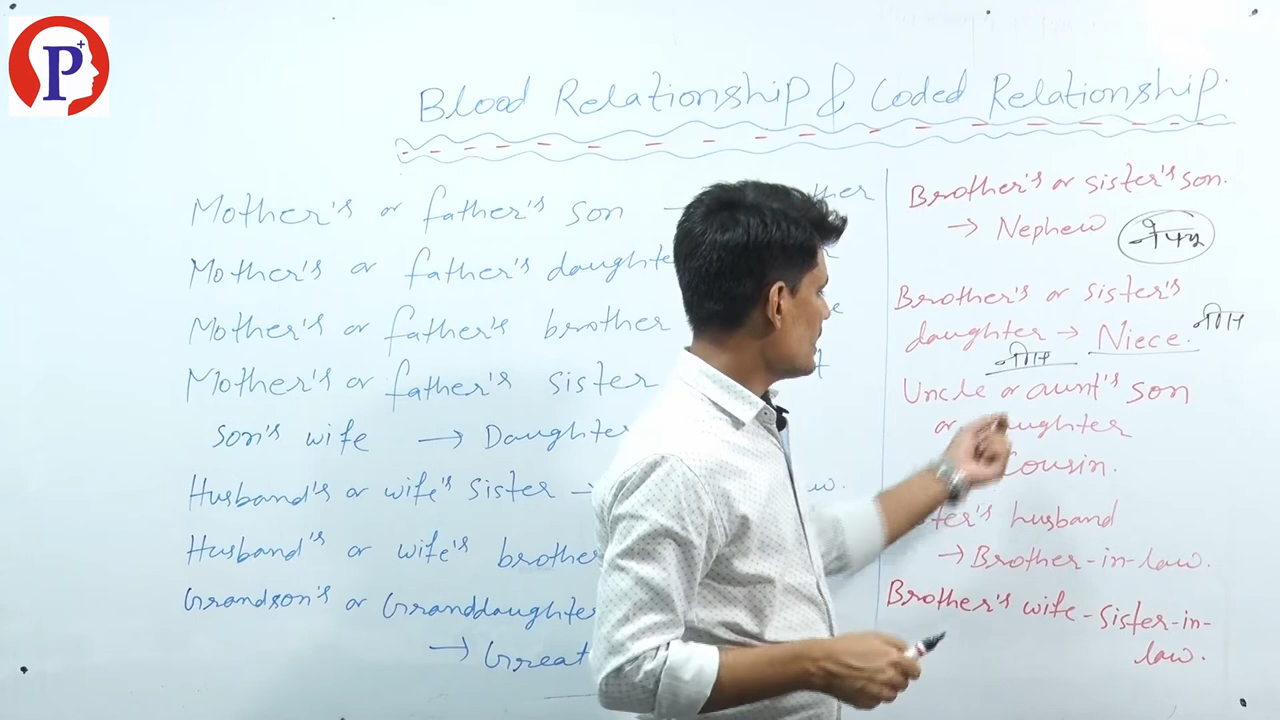 P+
Blood Relationship & Coded Relationship.
Mother's or father's son →
Mother's or father's
Mother's or father's brother
Mother's or father's sister
Son's wife → Daughter
Husband's or wife's sister →
Husband's or wife's brother
Grandson's or Granddaughter
→ Great
Brother's or sister's son.
→ Nephew
Brother's or sister's
daughter → Niece.
Uncle or aunt's son
or daughter
Cousin.
husband
→ Brother-in-law.
Brother's wife - Sister-in-
law.